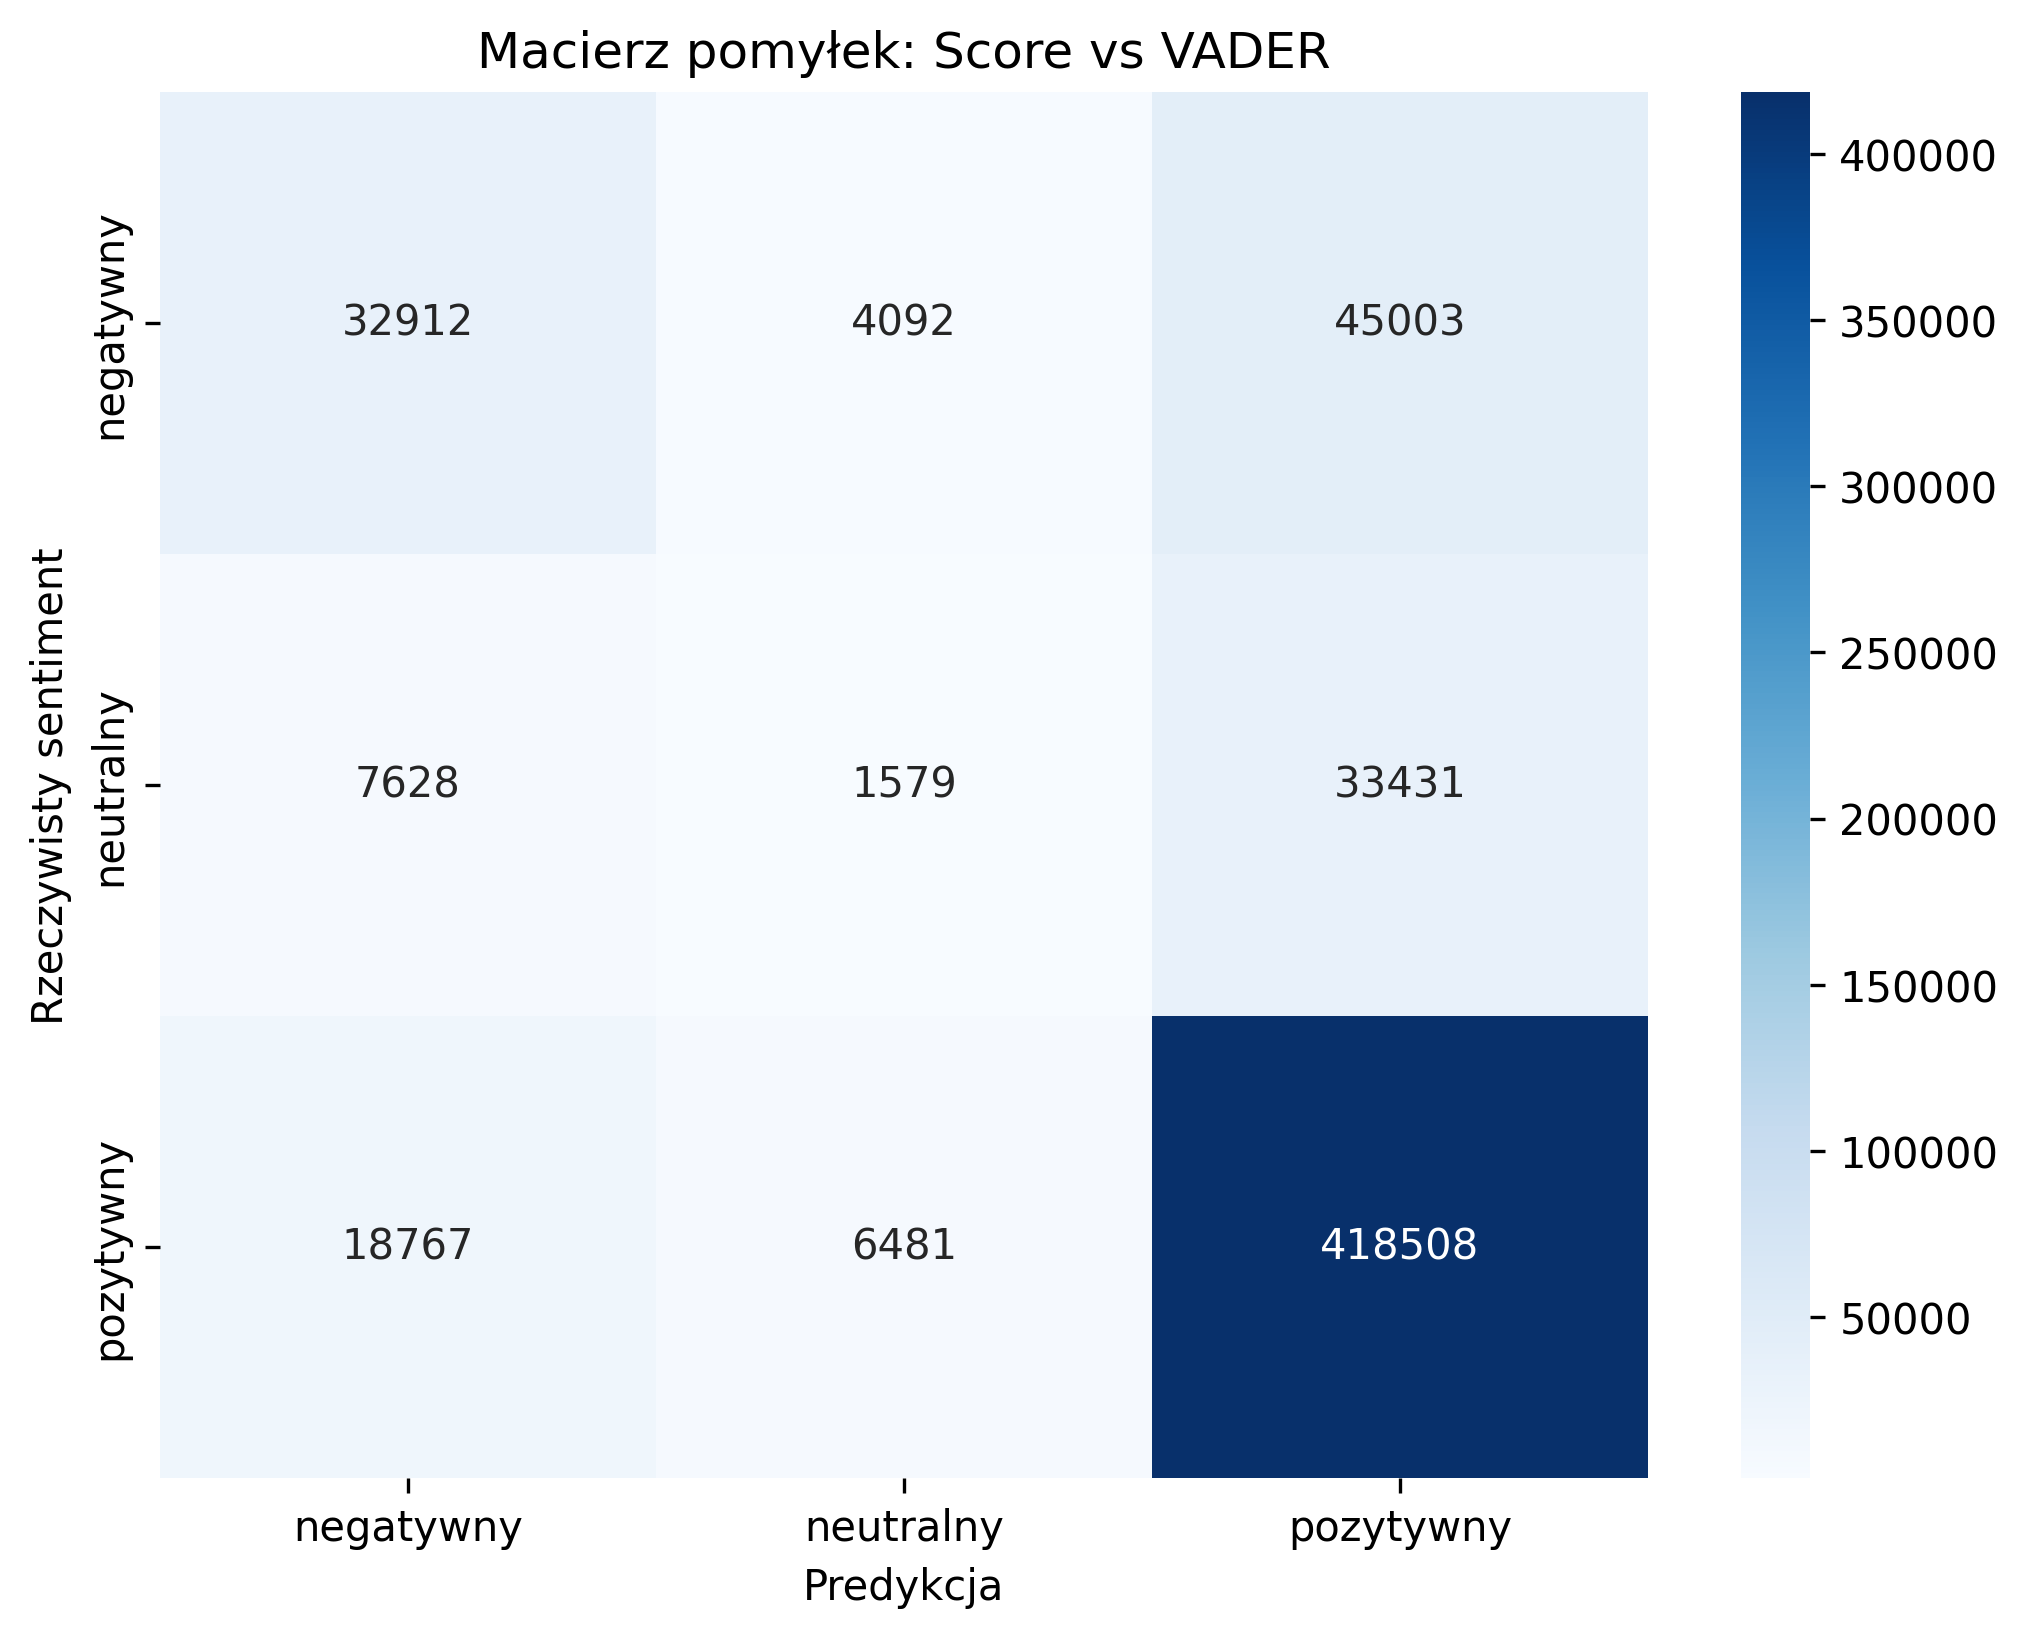 Macierz pomyłek: Score vs VADER
Rzeczywisty sentiment
negatywny
32912 4092 45003
neutralny
7628 1579 33431
pozytywny
18767 6481 418508
negatywny neutralny pozytywny
Predykcja
400000
350000
300000
250000
200000
150000
100000
50000